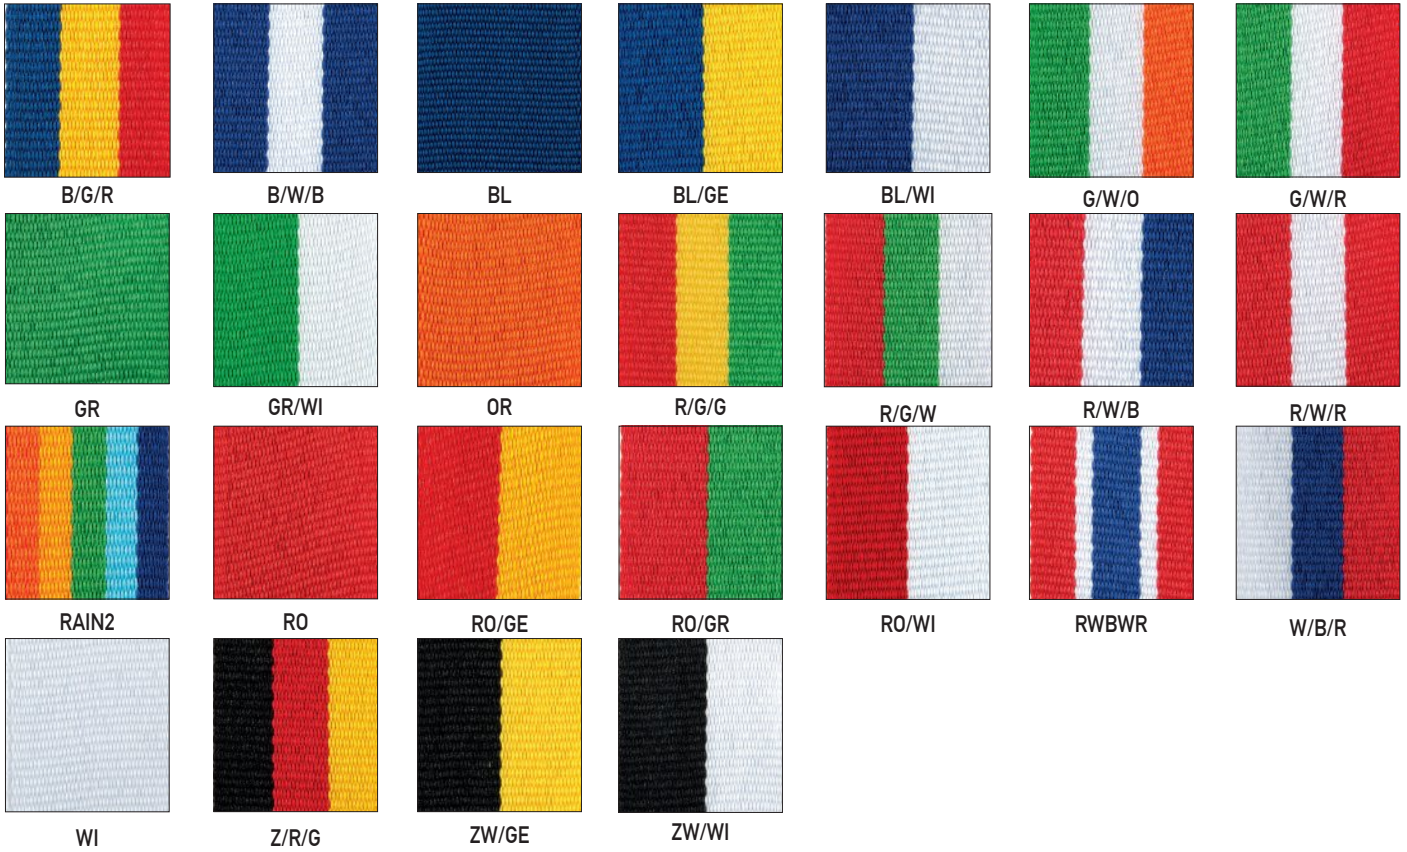 B/G/R
B/W/B
BL
BL/GE
BL/WI
G/W/O
G/W/R
GR
GR/WI
OR
R/G/G
R/G/W
R/W/B
R/W/R
RAIN2
RO
RO/GE
RO/GR
RO/WI
RWBWR
W/B/R
WI
Z/R/G
ZW/GE
ZW/WI